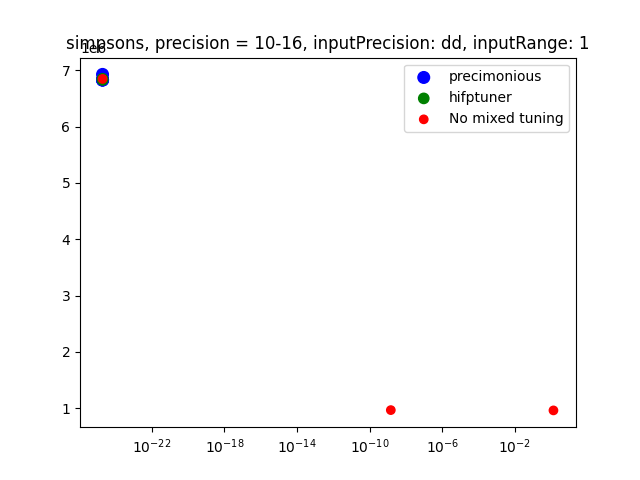 simpsons, precision = 10-16, inputPrecision: dd, inputRange: 1
1e6
precimonious
hifptuner
No mixed tuning
7
6
5
4
3
2
1
10⁻²² 10⁻¹⁸ 10⁻¹⁴ 10⁻¹⁰ 10⁻⁶ 10⁻²